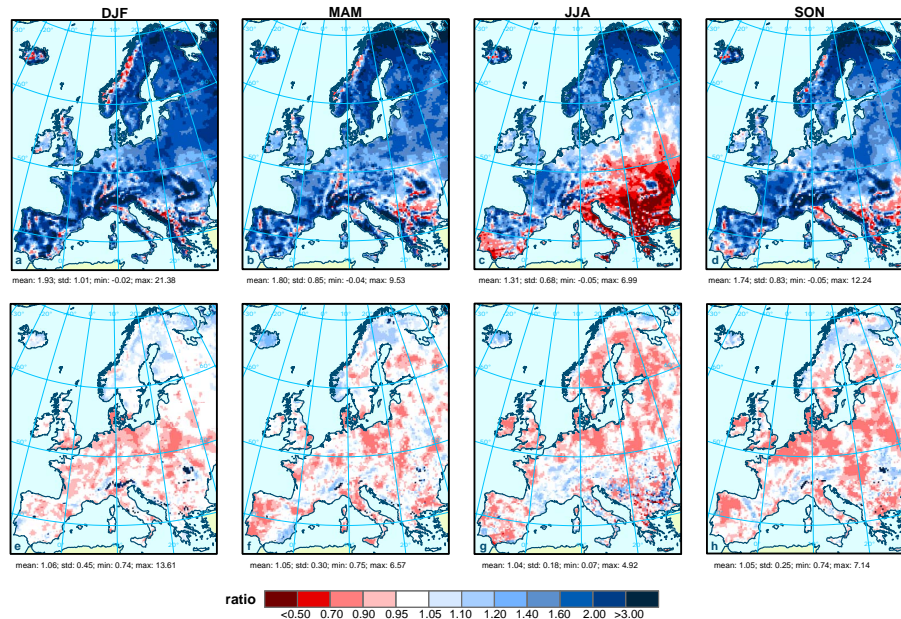 DJF MAM JJA SON
a b c d
mean: 1.93; std: 1.01; min: -0.02; max: 21.38
mean: 1.80; std: 0.85; min: -0.04; max: 9.53
mean: 1.31; std: 0.68; min: -0.05; max: 6.99
mean: 1.74; std: 0.83; min: -0.05; max: 12.24
e f g h
mean: 1.06; std: 0.45; min: 0.74; max: 13.61
mean: 1.05; std: 0.30; min: 0.75; max: 6.57
mean: 1.04; std: 0.18; min: 0.07; max: 4.92
mean: 1.05; std: 0.25; min: 0.74; max: 7.14
ratio
<0.50 0.70 0.90 0.95 1.05 1.10 1.20 1.40 1.60 2.00 >3.00